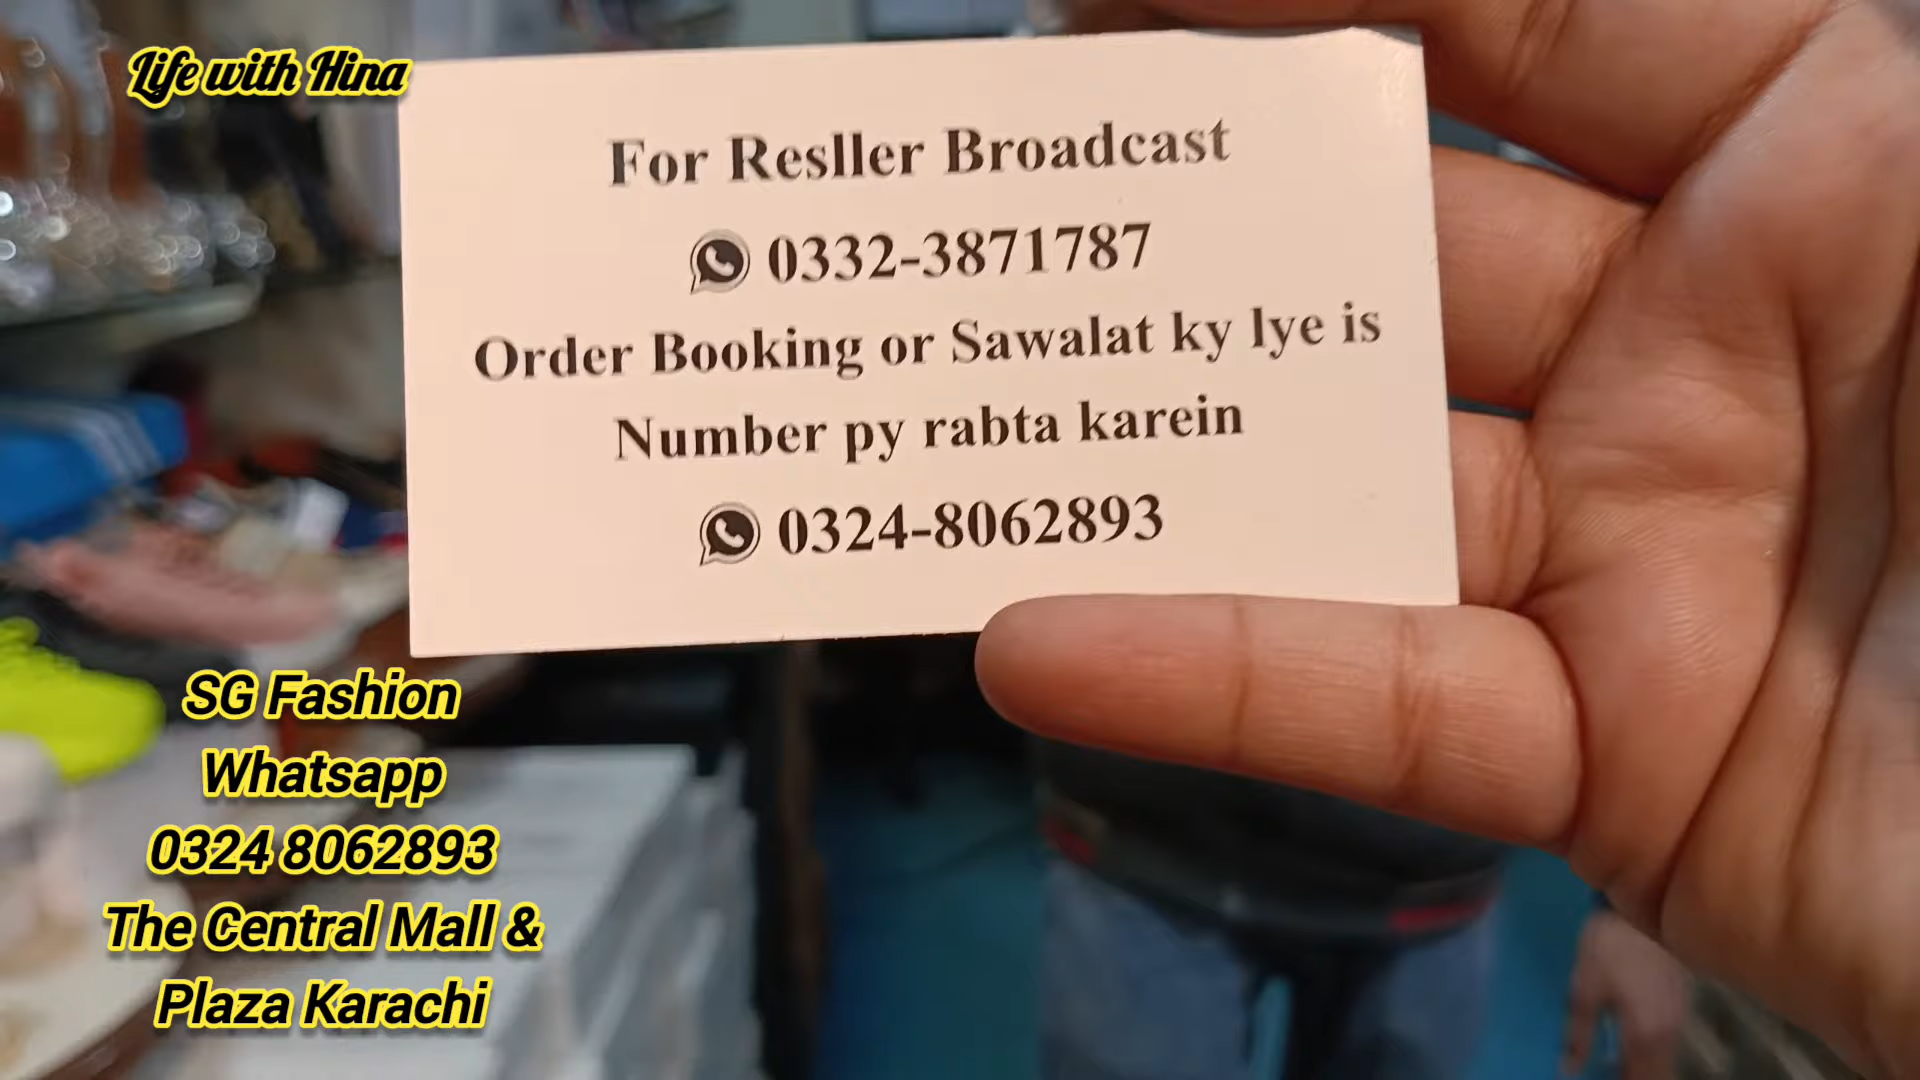 Life with Hina
For Resller Broadcast
0332-3871787
Order Booking or Sawalat ky lye is
Number py rabta karein
0324-8062893
SG Fashion
Whatsapp
0324 8062893
The Central Mall &
Plaza Karachi